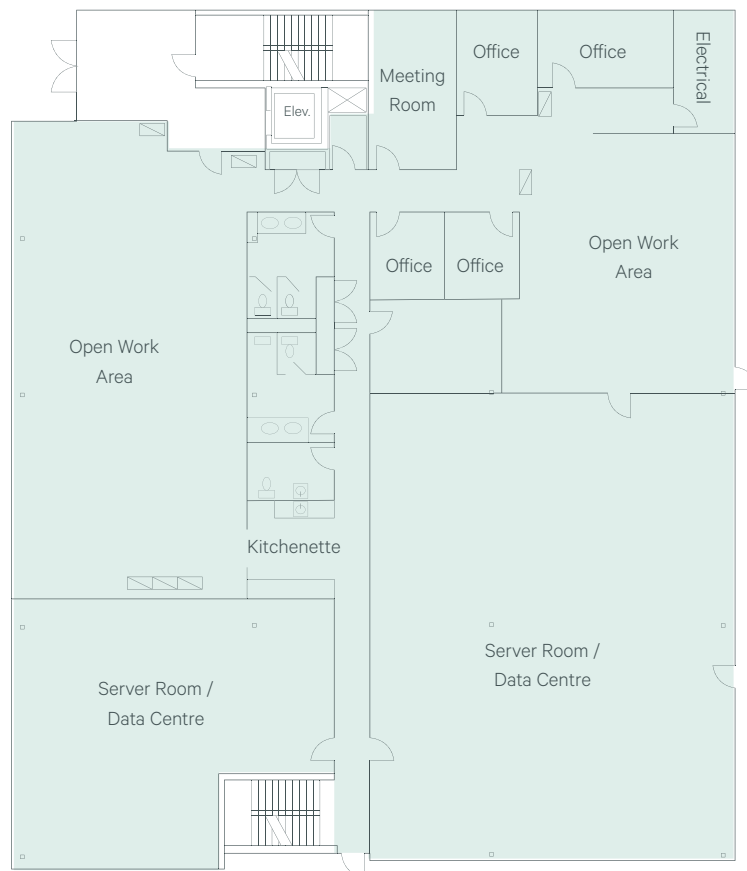 Office
Office
Electrical
Meeting
Room
Elev.
Open Work
Area
Office
Office
Open Work
Area
Kitchenette
Server Room /
Data Centre
Server Room /
Data Centre